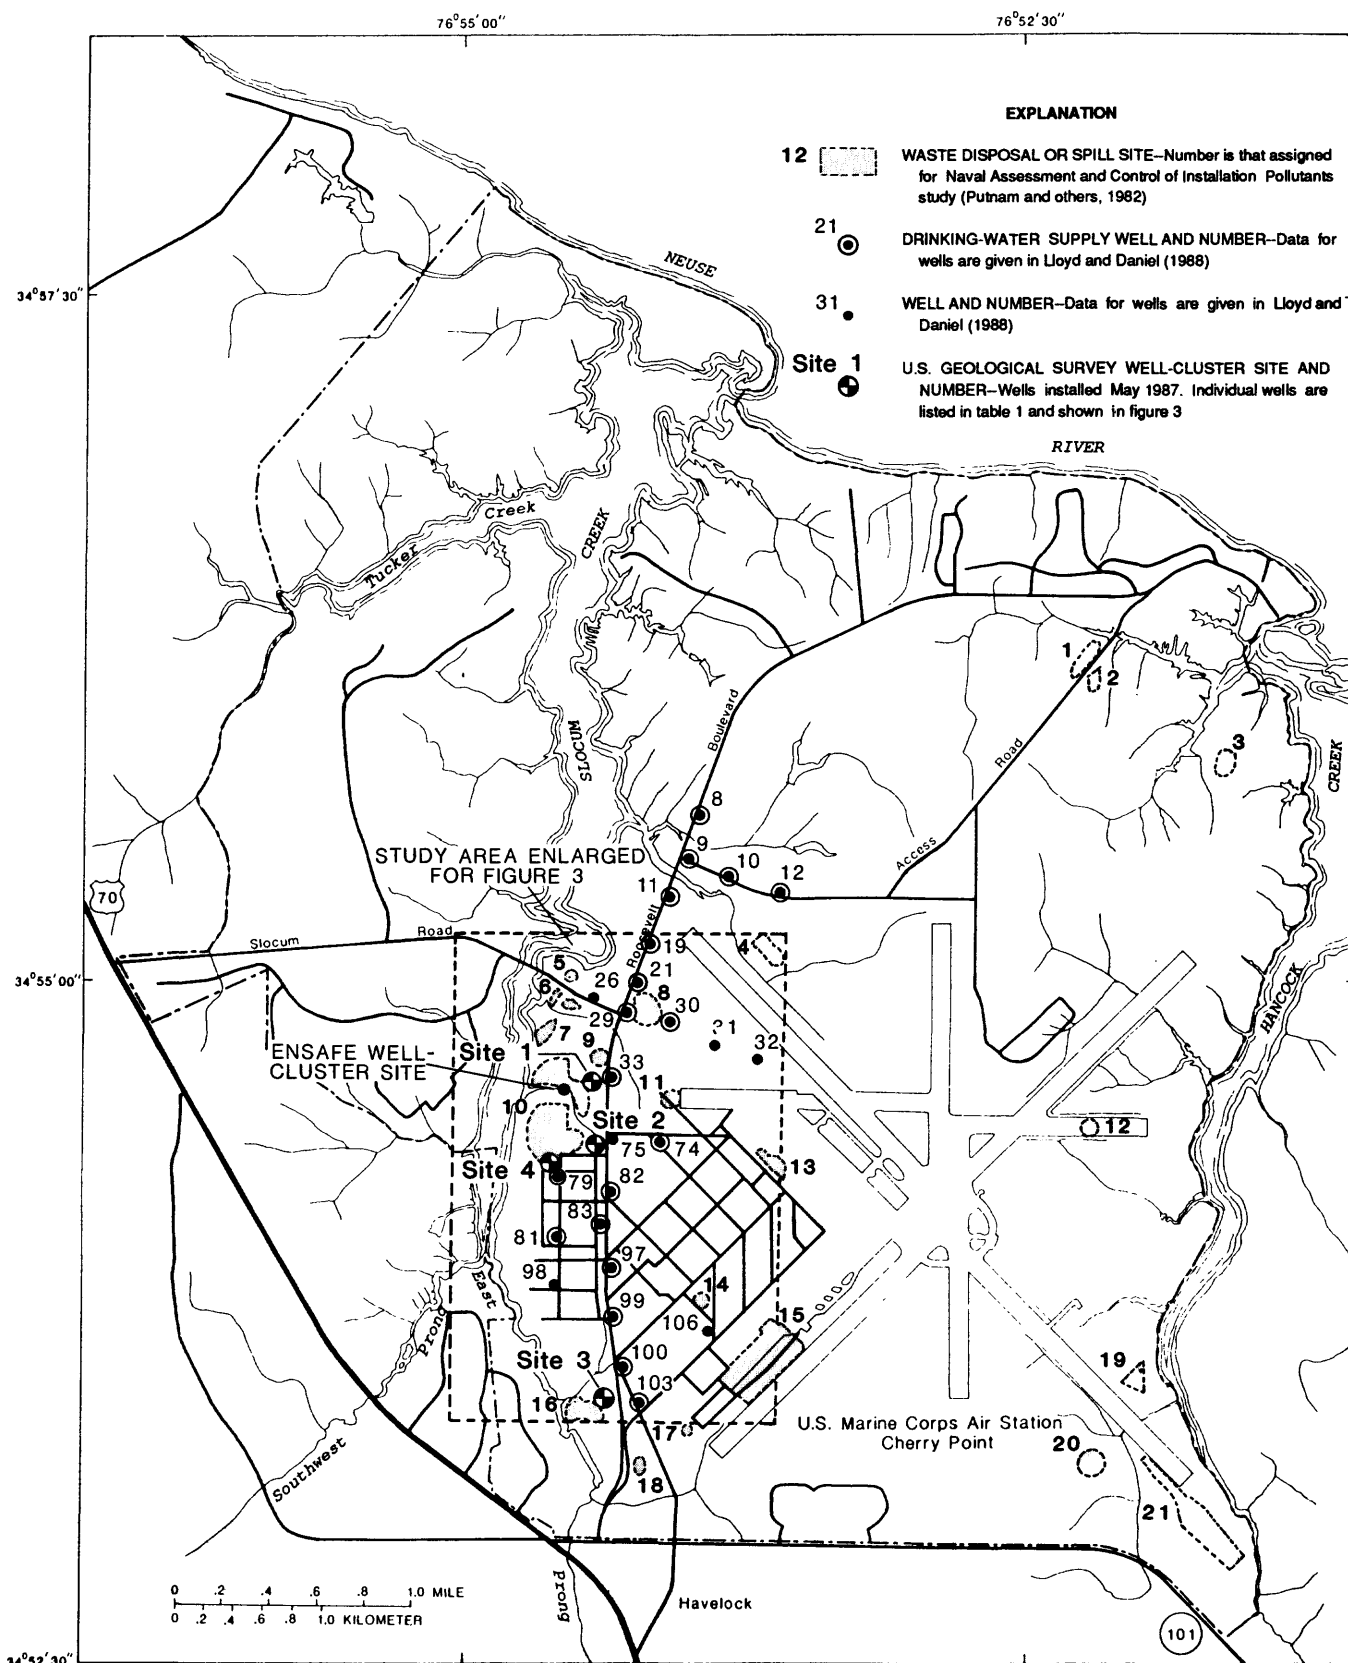 76°55'00"
76°52'30"
EXPLANATION
12
WASTE DISPOSAL OR SPILL SITE--Number is that assigned
for Naval Assessment and Control of Installation Pollutants
study (Putnam and others, 1982)
21
DRINKING-WATER SUPPLY WELL AND NUMBER--Data for
wells are given in Lloyd and Daniel (1988)
31
WELL AND NUMBER--Data for wells are given in Lloyd and
Daniel (1988)
Site 1
U.S. GEOLOGICAL SURVEY WELL-CLUSTER SITE AND
NUMBER--Wells installed May 1987. Individual wells are
listed in table 1 and shown in figure 3
NEUSE
RIVER
34°57'30"
Tucker
Creek
SLOCUM
CREEK
1
2
3
Boulevard
Road
Access
CREEK
HANCOCK
8
9
10
12
11
STUDY AREA ENLARGED
FOR FIGURE 3
70
Slocum
Road
Roosevelt
19
4
34°55'00"
5
26
21
6
8
30
29
7
31
32
9
Site 1
ENSAFE WELL-
CLUSTER SITE
33
11
10
Site 2
12
75
74
13
Site 4
79
82
83
81
97
98
East
14
99
15
106
Prong
100
19
Site 3
103
16
17
U.S. Marine Corps Air Station
Cherry Point
20
Southwest
18
21
0 .2 .4 .6 .8 1.0 MILE
0 .2 .4 .6 .8 1.0 KILOMETER
Prong
Havelock
101
34°52'30"